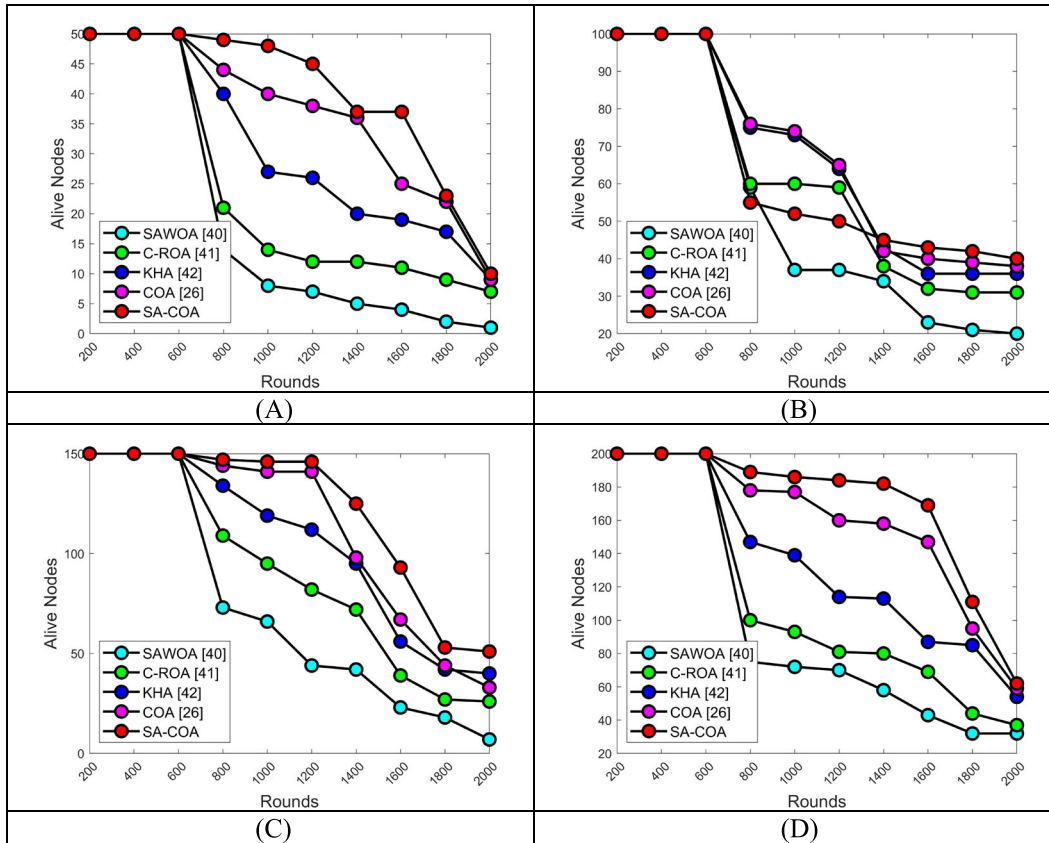 50
45
40
35
30
25
20
15
10
5
0
Alive Nodes
SAWOA [40]
C-ROA [41]
KHA [42]
COA [26]
SA-COA
200 400 600 800 1000 1200 1400 1600 1800 2000
Rounds
(A)
100
90
80
70
60
50
40
30
20
Alive Nodes
SAWOA [40]
C-ROA [41]
KHA [42]
COA [26]
SA-COA
200 400 600 800 1000 1200 1400 1600 1800 2000
Rounds
(B)
150
100
50
0
Alive Nodes
SAWOA [40]
C-ROA [41]
KHA [42]
COA [26]
SA-COA
200 400 600 800 1000 1200 1400 1600 1800 2000
Rounds
(C)
200
180
160
140
120
100
80
60
40
20
Alive Nodes
SAWOA [40]
C-ROA [41]
KHA [42]
COA [26]
SA-COA
200 400 600 800 1000 1200 1400 1600 1800 2000
Rounds
(D)